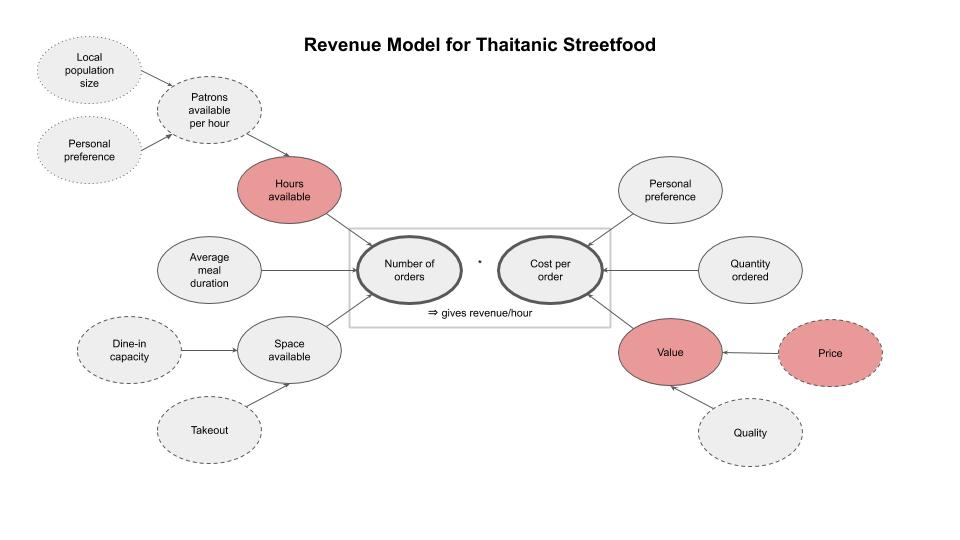 Revenue Model for Thaitanic Streetfood
Local
population
size
Patrons
available
per hour
Personal
preference
Hours
available
Personal
preference
Average
meal
duration
Number of
orders
·
Cost per
order
Quantity
ordered
⇒ gives revenue/hour
Dine-in
capacity
Space
available
Value
Price
Takeout
Quality